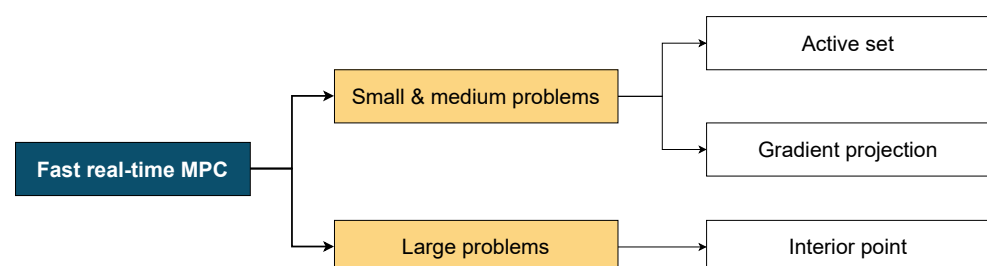 Fast real-time MPC
Small & medium problems
Large problems
Active set
Gradient projection
Interior point